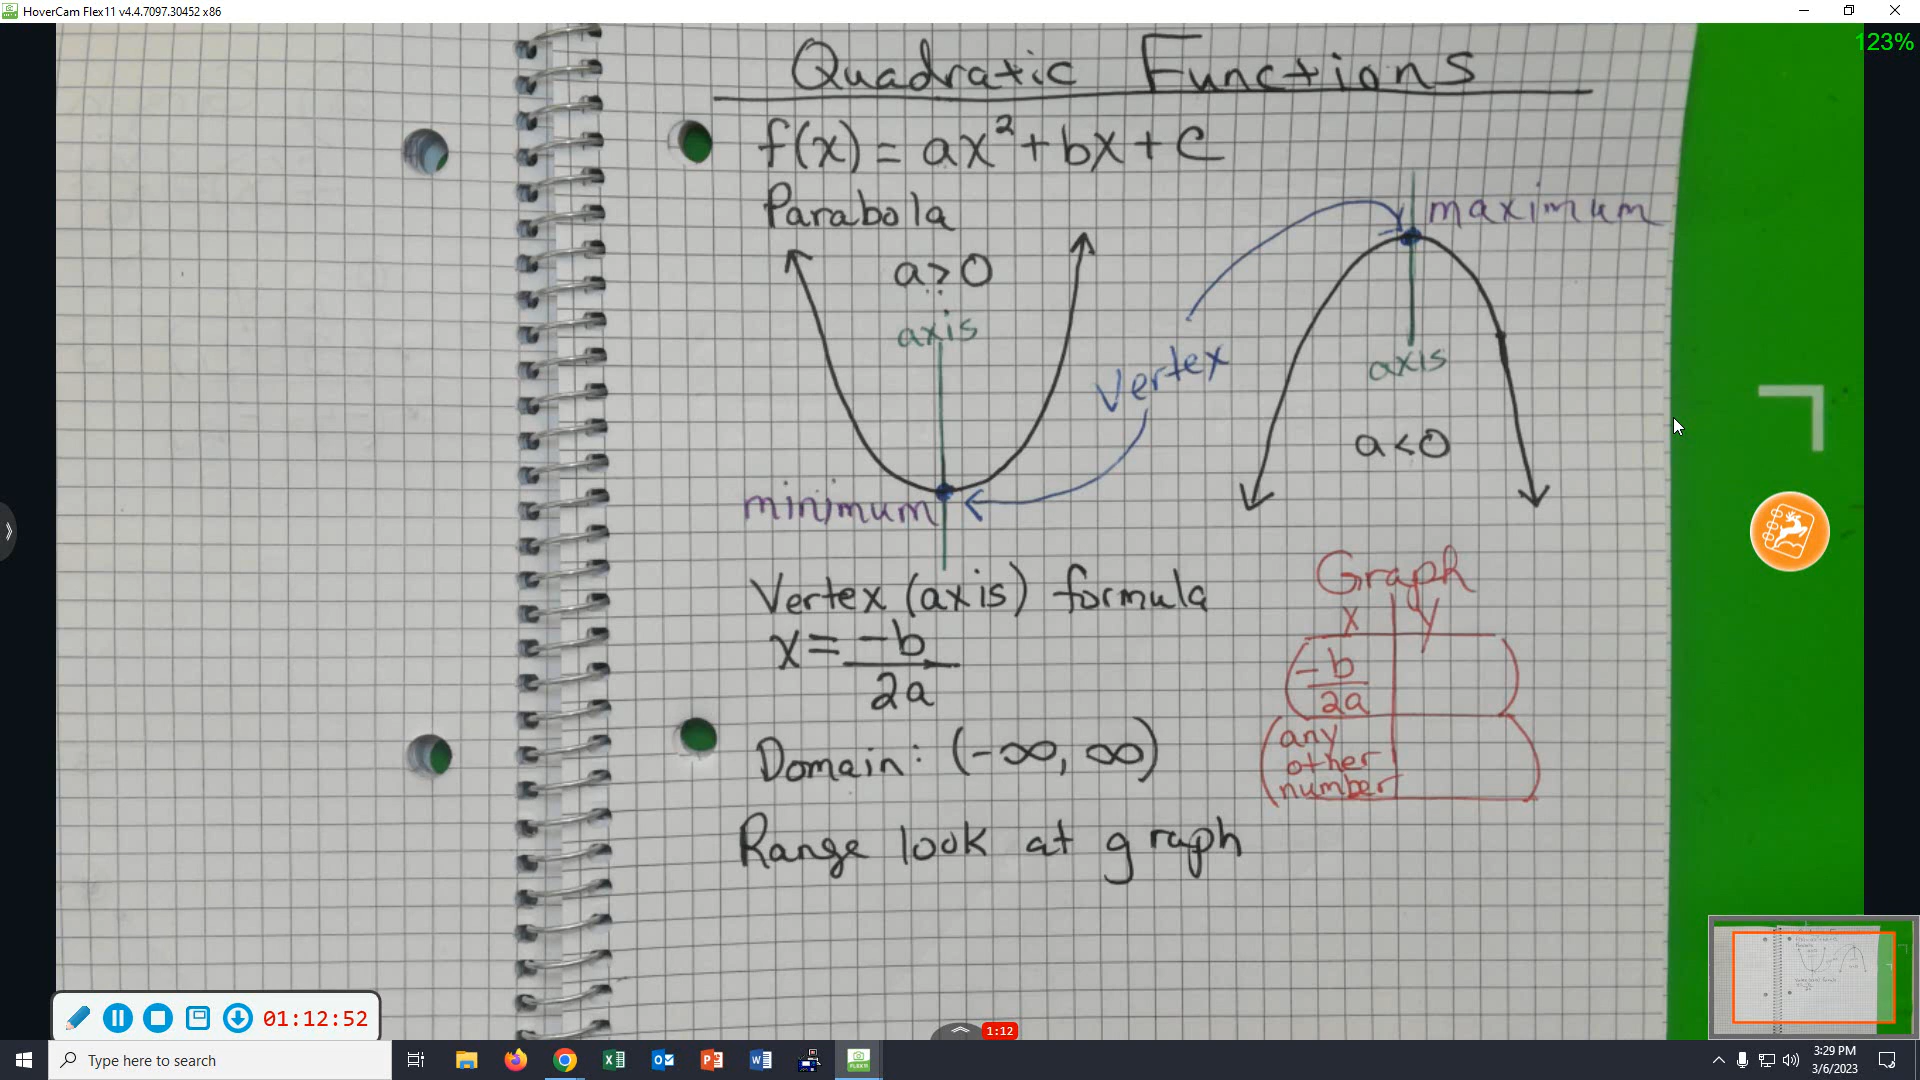 HoverCam Flex11 v4.4.7097.30452 x86
123%
Quadratic Functions
f(x) = ax² + bx + c
Parabola
maximum
a > 0
axis
Vertex
axis
a < 0
minimum
Vertex (axis) formula
x = -b
2a
Graph
x y
-b
2a
any
other
number
Domain: (-∞, ∞)
Range look at graph
01:12:52
1:12
Type here to search
3:29 PM
3/6/2023